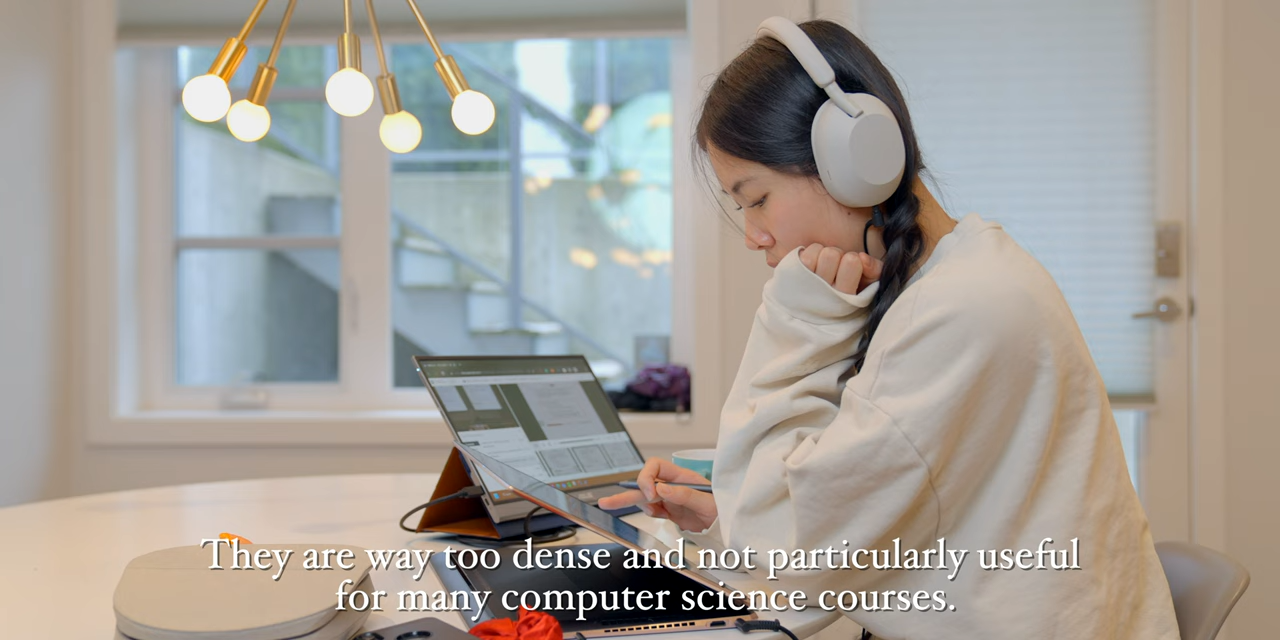 They are way too dense and not particularly useful
for many computer science courses.